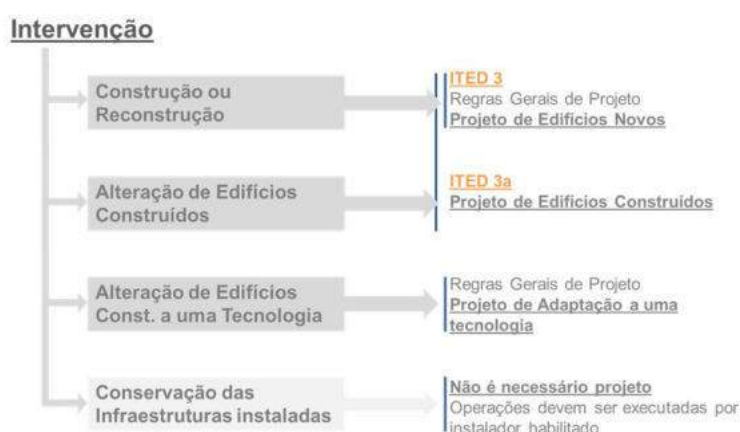 Intervenção
Construção ou
Reconstrução
ITED 3
Regras Gerais de Projeto
Projeto de Edifícios Novos
Alteração de Edifícios
Construídos
ITED 3a
Projeto de Edifícios Construídos
Alteração de Edifícios
Const. a uma Tecnologia
Regras Gerais de Projeto
Projeto de Adaptação a uma
tecnologia
Conservação das
Infraestruturas instaladas
Não é necessário projeto
Operações devem ser executadas por
instalador habilitado